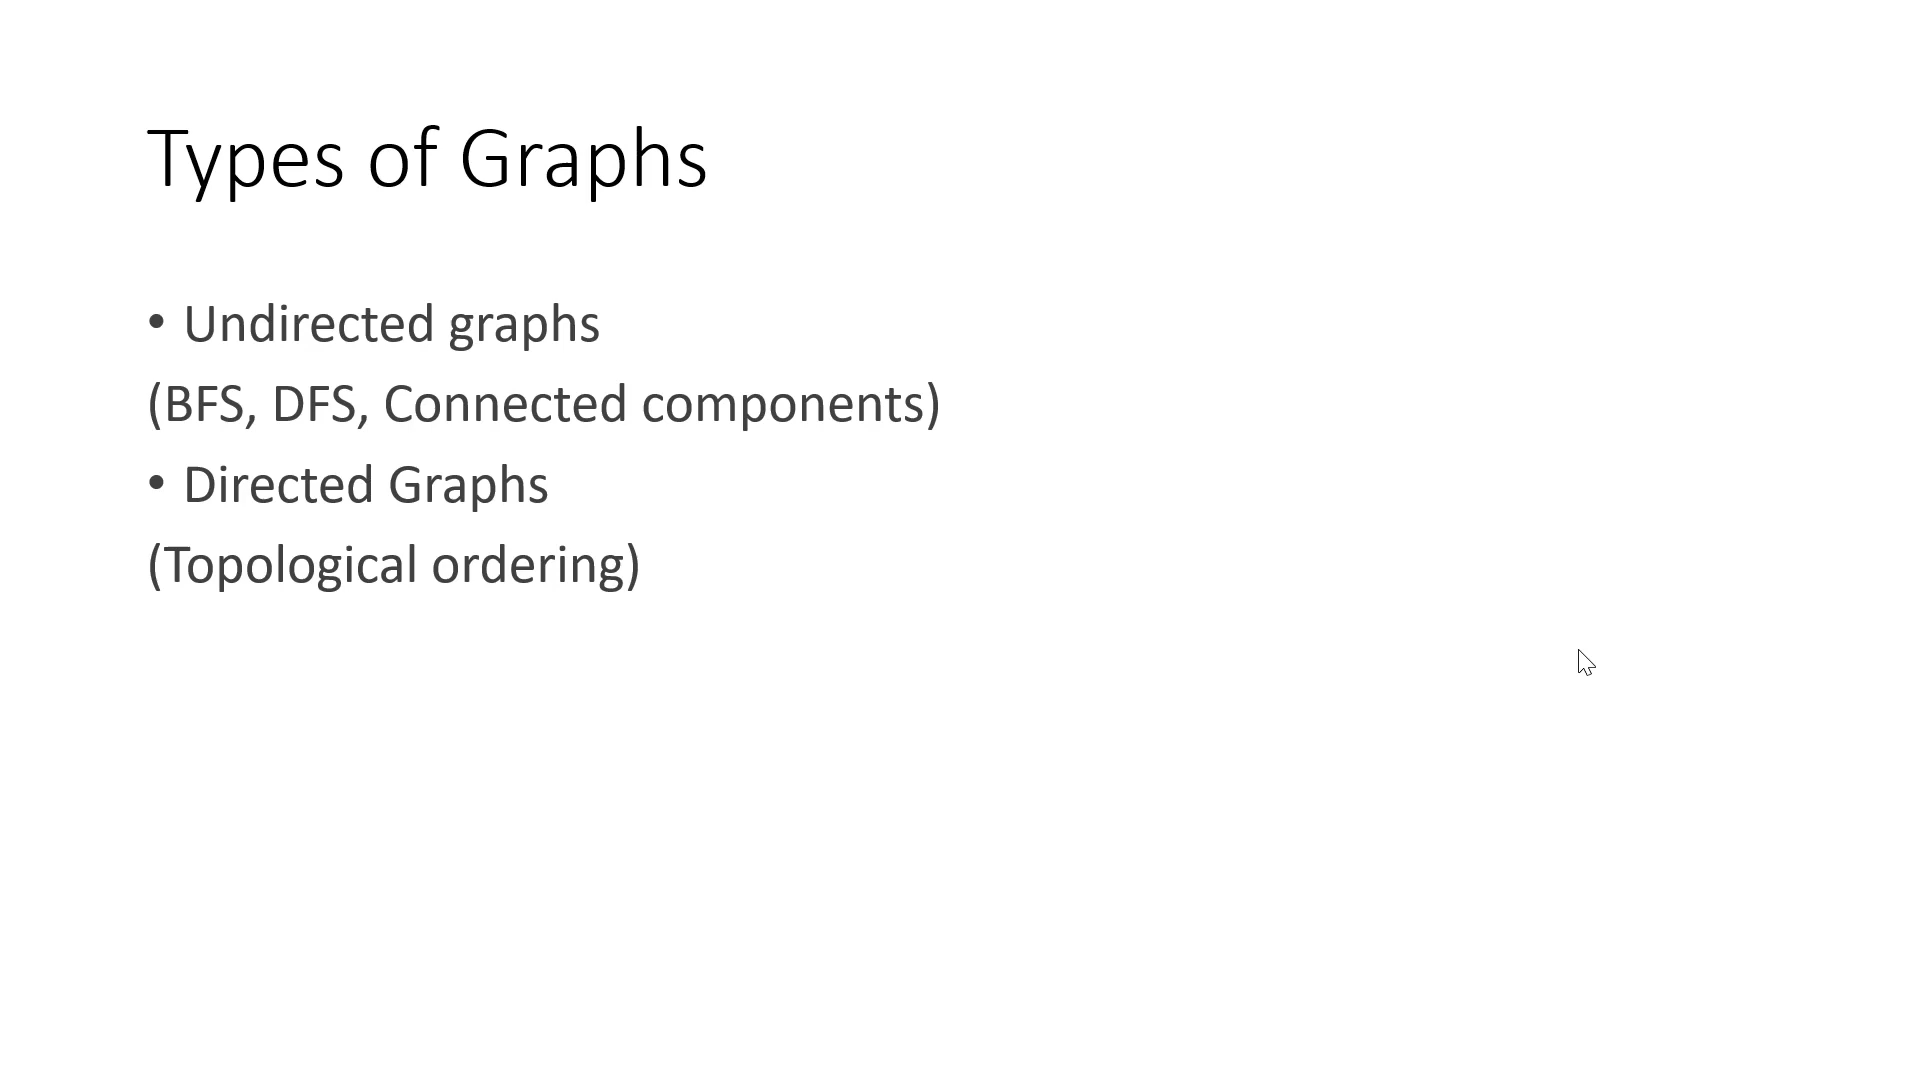 Types of Graphs
• Undirected graphs
(BFS, DFS, Connected components)
• Directed Graphs
(Topological ordering)